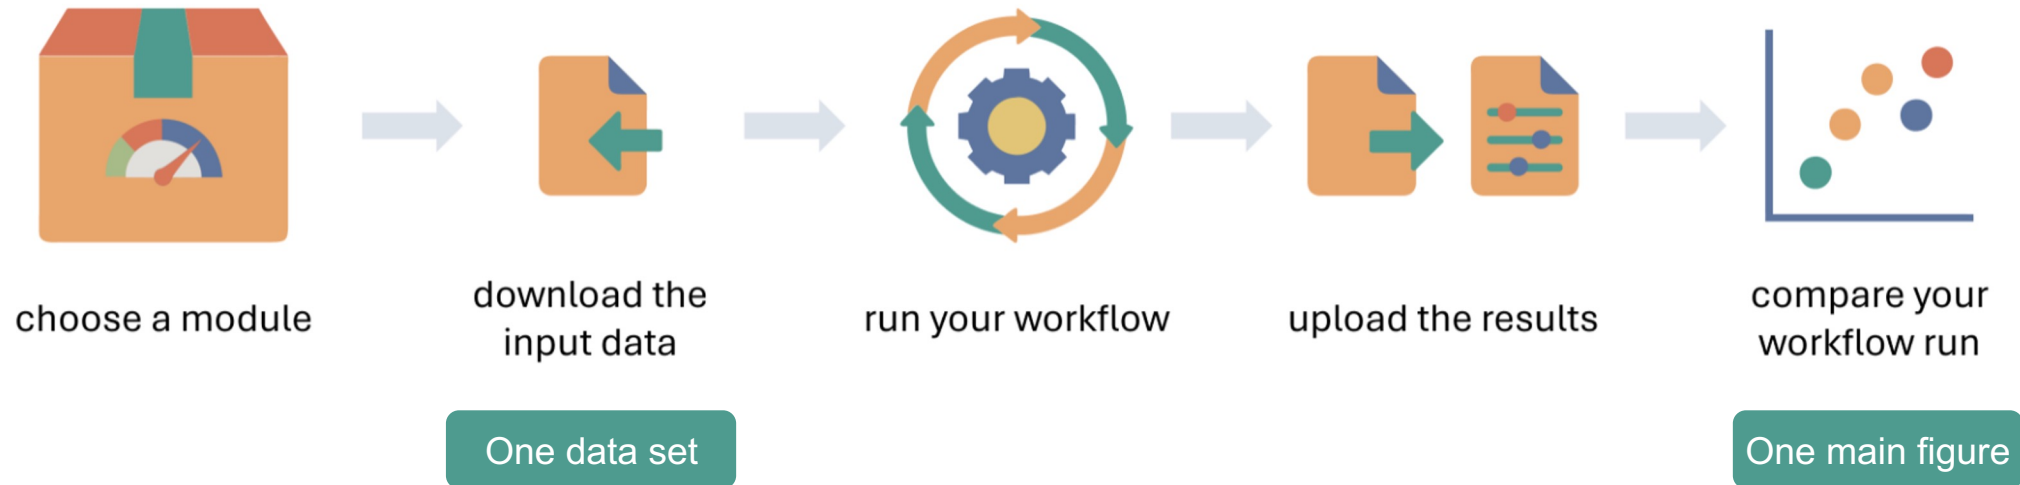 choose a module
download the
input data
run your workflow
upload the results
compare your
workflow run
One data set
One main figure